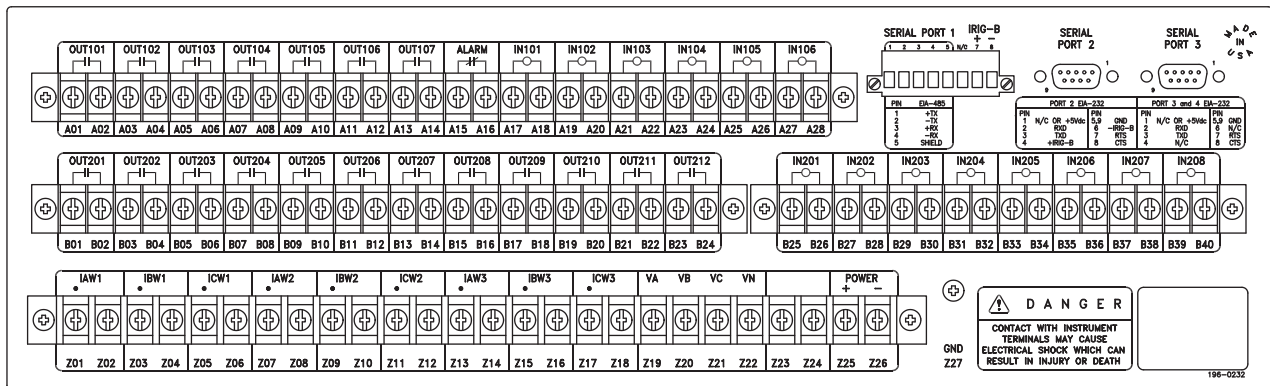 OUT101 OUT102 OUT103 OUT104 OUT105 OUT106 OUT107 ALARM IN101 IN102 IN103 IN104 IN105 IN106
A01 A02 A03 A04 A05 A06 A07 A08 A09 A10 A11 A12 A13 A14 A15 A16 A17 A18 A19 A20 A21 A22 A23 A24 A25 A26 A27 A28
SERIAL PORT 1 IRIG-B
+ −
1 2 3 4 5 N/C 7 8
PIN EIA-485
1 +TX
2 -TX
3 +RX
4 -RX
5 SHIELD
SERIAL
PORT 2
1
9
SERIAL
PORT 3
1
9
MADE
IN
USA
PORT 2 EIA-232
PIN PIN
1 N/C OR +5Vdc 5,9 GND
2 RXD 6 -IRIG-B
3 TXD 7 RTS
4 +IRIG-B 8 CTS
PORT 3 and 4 EIA-232
PIN PIN
1 N/C OR +5Vdc 5,9 GND
2 RXD 6 N/C
3 TXD 7 RTS
4 N/C 8 CTS
OUT201 OUT202 OUT203 OUT204 OUT205 OUT206 OUT207 OUT208 OUT209 OUT210 OUT211 OUT212
B01 B02 B03 B04 B05 B06 B07 B08 B09 B10 B11 B12 B13 B14 B15 B16 B17 B18 B19 B20 B21 B22 B23 B24
IN201 IN202 IN203 IN204 IN205 IN206 IN207 IN208
B25 B26 B27 B28 B29 B30 B31 B32 B33 B34 B35 B36 B37 B38 B39 B40
IAW1 IBW1 ICW1 IAW2 IBW2 ICW2 IAW3 IBW3 ICW3 VA VB VC VN POWER
+ −
Z01 Z02 Z03 Z04 Z05 Z06 Z07 Z08 Z09 Z10 Z11 Z12 Z13 Z14 Z15 Z16 Z17 Z18 Z19 Z20 Z21 Z22 Z23 Z24 Z25 Z26
GND
Z27
DANGER
CONTACT WITH INSTRUMENT
TERMINALS MAY CAUSE
ELECTRICAL SHOCK WHICH CAN
RESULT IN INJURY OR DEATH
196-0232